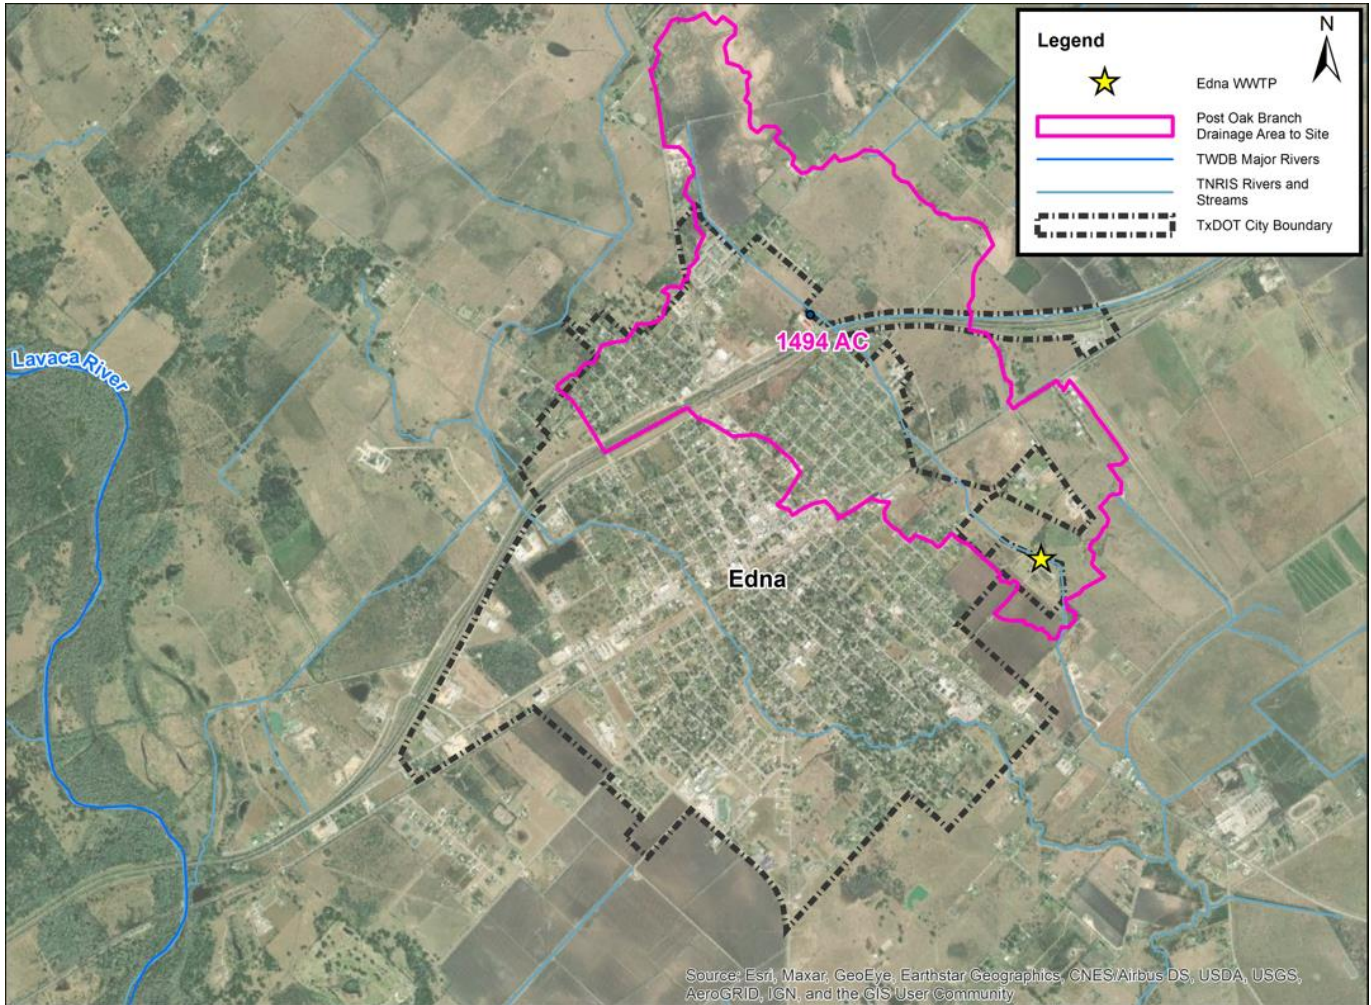 Legend
N
Edna WWTP
Post Oak Branch
Drainage Area to Site
TWDB Major Rivers
TNRIS Rivers and
Streams
TxDOT City Boundary
1494 AC
Lavaca River
Edna
Source: Esri, Maxar, GeoEye, Earthstar Geographics, CNES/Airbus DS, USDA, USGS,
AeroGRID, IGN, and the GIS User Community